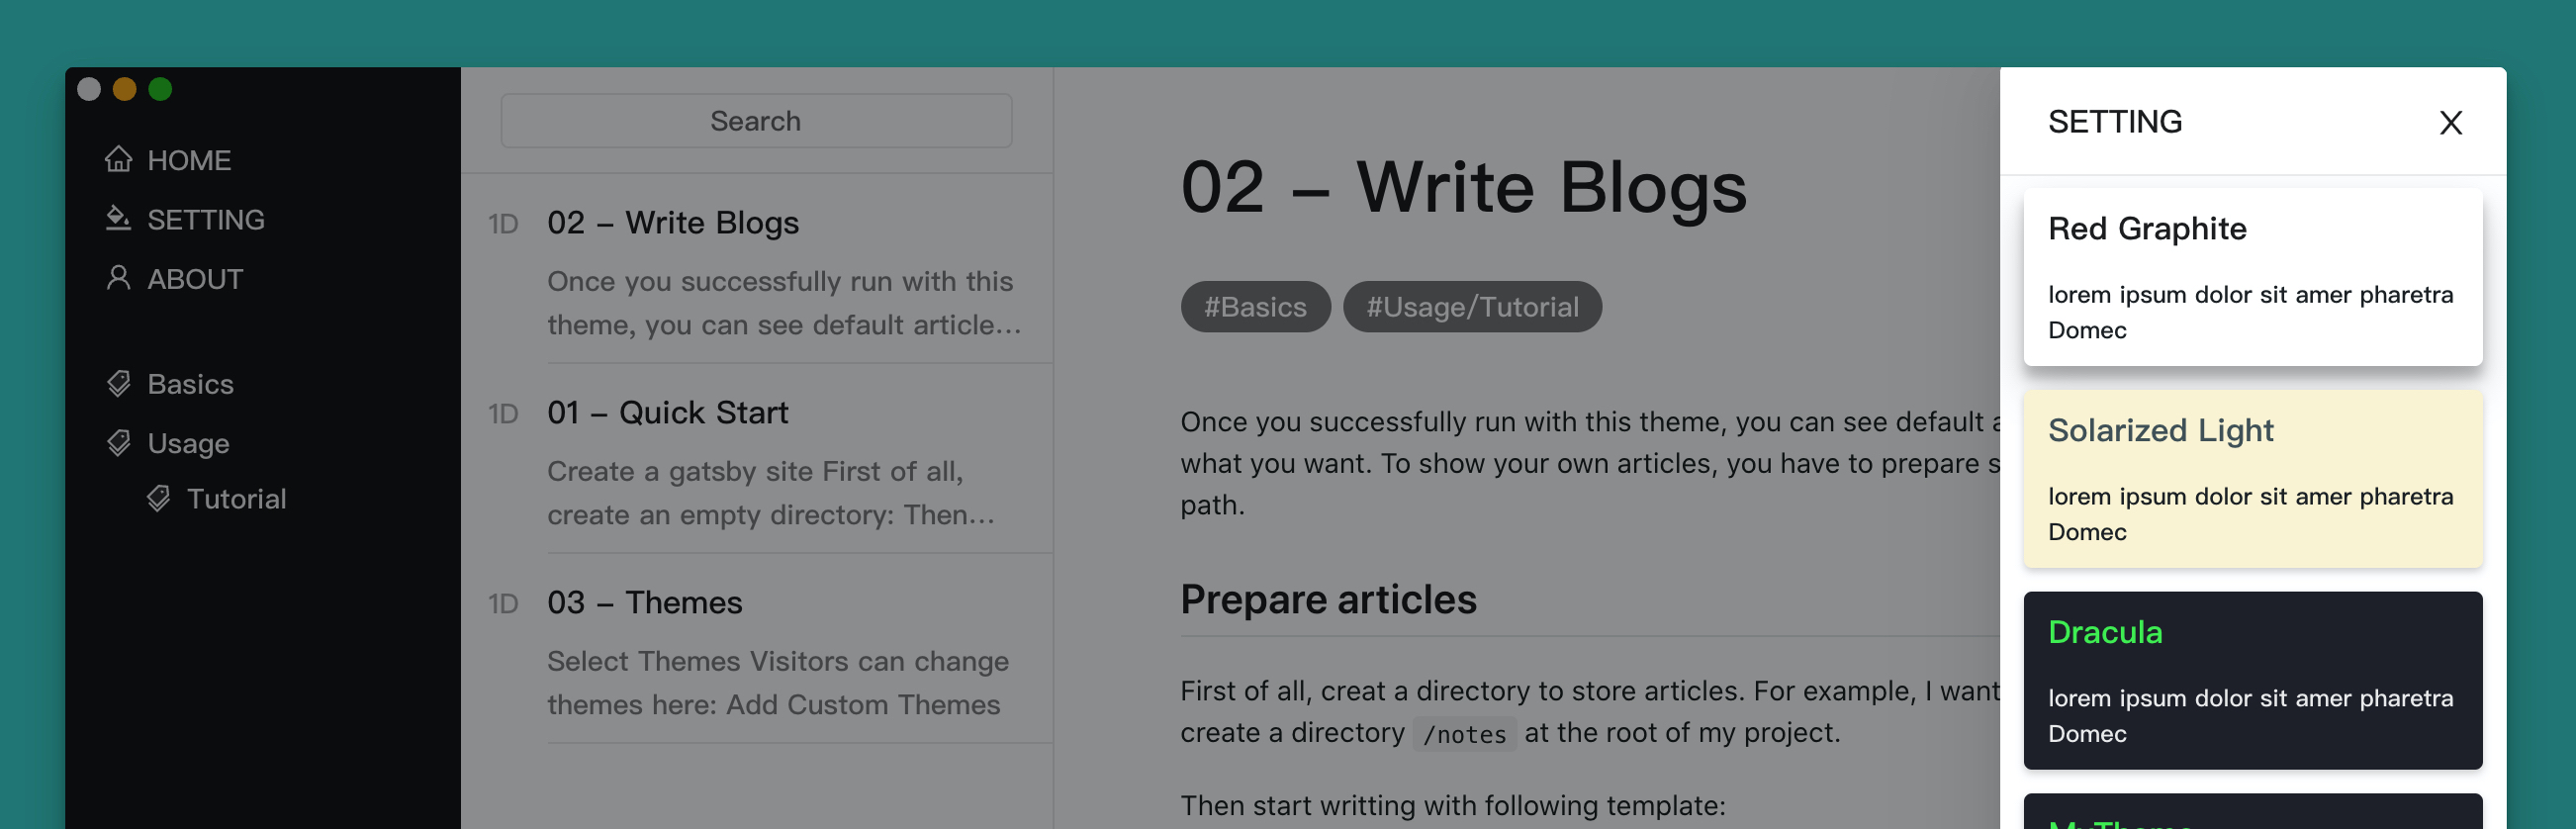 HOME
SETTING
ABOUT
Basics
Usage
Tutorial
Search
1D 02 – Write Blogs
Once you successfully run with this
theme, you can see default article...
1D 01 – Quick Start
Create a gatsby site First of all,
create an empty directory: Then...
1D 03 – Themes
Select Themes Visitors can change
themes here: Add Custom Themes
02 – Write Blogs
#Basics #Usage/Tutorial
Once you successfully run with this theme, you can see default a
what you want. To show your own articles, you have to prepare s
path.
Prepare articles
First of all, creat a directory to store articles. For example, I want
create a directory /notes at the root of my project.
Then start writting with following template:
SETTING X
Red Graphite
lorem ipsum dolor sit amer pharetra
Domec
Solarized Light
lorem ipsum dolor sit amer pharetra
Domec
Dracula
lorem ipsum dolor sit amer pharetra
Domec